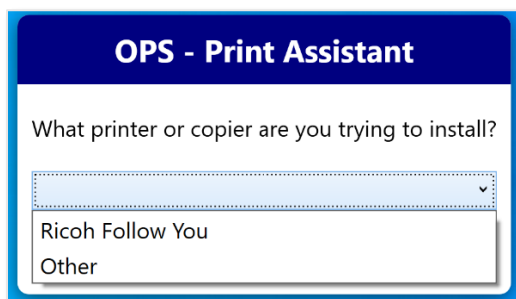 OPS - Print Assistant
What printer or copier are you trying to install?
Ricoh Follow You
Other